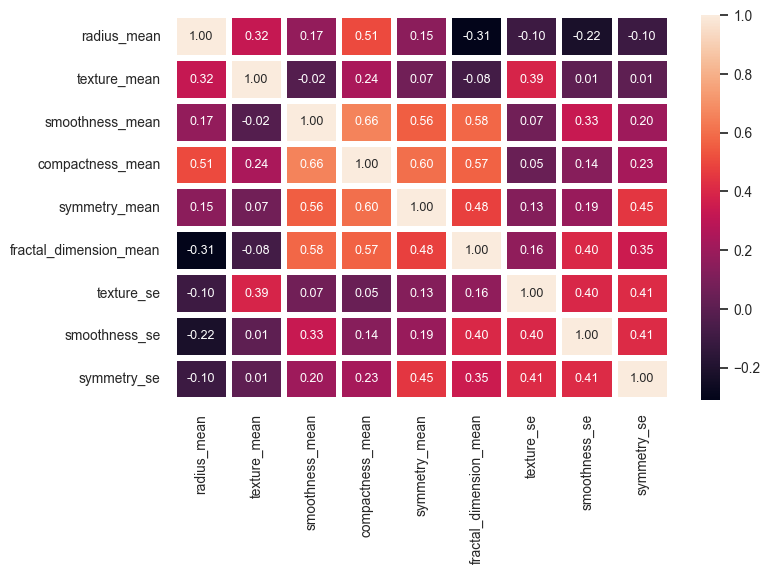 radius_mean 1.00 0.32 0.17 0.51 0.15 -0.31 -0.10 -0.22 -0.10
texture_mean 0.32 1.00 -0.02 0.24 0.07 -0.08 0.39 0.01 0.01
smoothness_mean 0.17 -0.02 1.00 0.66 0.56 0.58 0.07 0.33 0.20
compactness_mean 0.51 0.24 0.66 1.00 0.60 0.57 0.05 0.14 0.23
symmetry_mean 0.15 0.07 0.56 0.60 1.00 0.48 0.13 0.19 0.45
fractal_dimension_mean -0.31 -0.08 0.58 0.57 0.48 1.00 0.16 0.40 0.35
texture_se -0.10 0.39 0.07 0.05 0.13 0.16 1.00 0.40 0.41
smoothness_se -0.22 0.01 0.33 0.14 0.19 0.40 0.40 1.00 0.41
symmetry_se -0.10 0.01 0.20 0.23 0.45 0.35 0.41 0.41 1.00
radius_mean
texture_mean
smoothness_mean
compactness_mean
symmetry_mean
fractal_dimension_mean
texture_se
smoothness_se
symmetry_se
1.0
0.8
0.6
0.4
0.2
0.0
−0.2